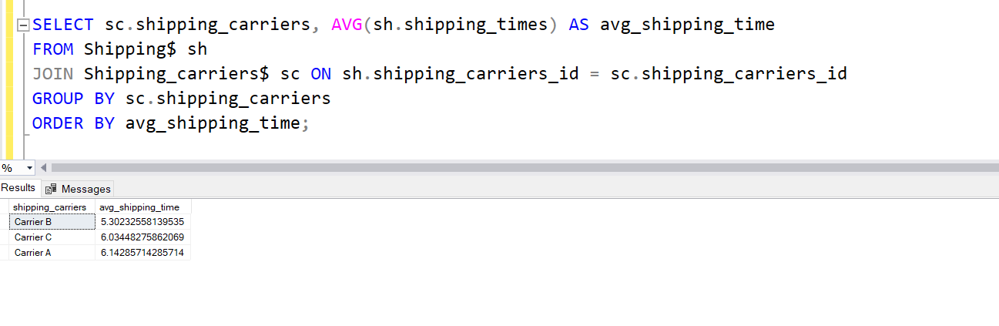 SELECT sc.shipping_carriers, AVG(sh.shipping_times) AS avg_shipping_time
FROM Shipping$ sh
JOIN Shipping_carriers$ sc ON sh.shipping_carriers_id = sc.shipping_carriers_id
GROUP BY sc.shipping_carriers
ORDER BY avg_shipping_time;
%
Results Messages
shipping_carriers avg_shipping_time
Carrier B 5.30232558139535
Carrier C 6.03448275862069
Carrier A 6.14285714285714